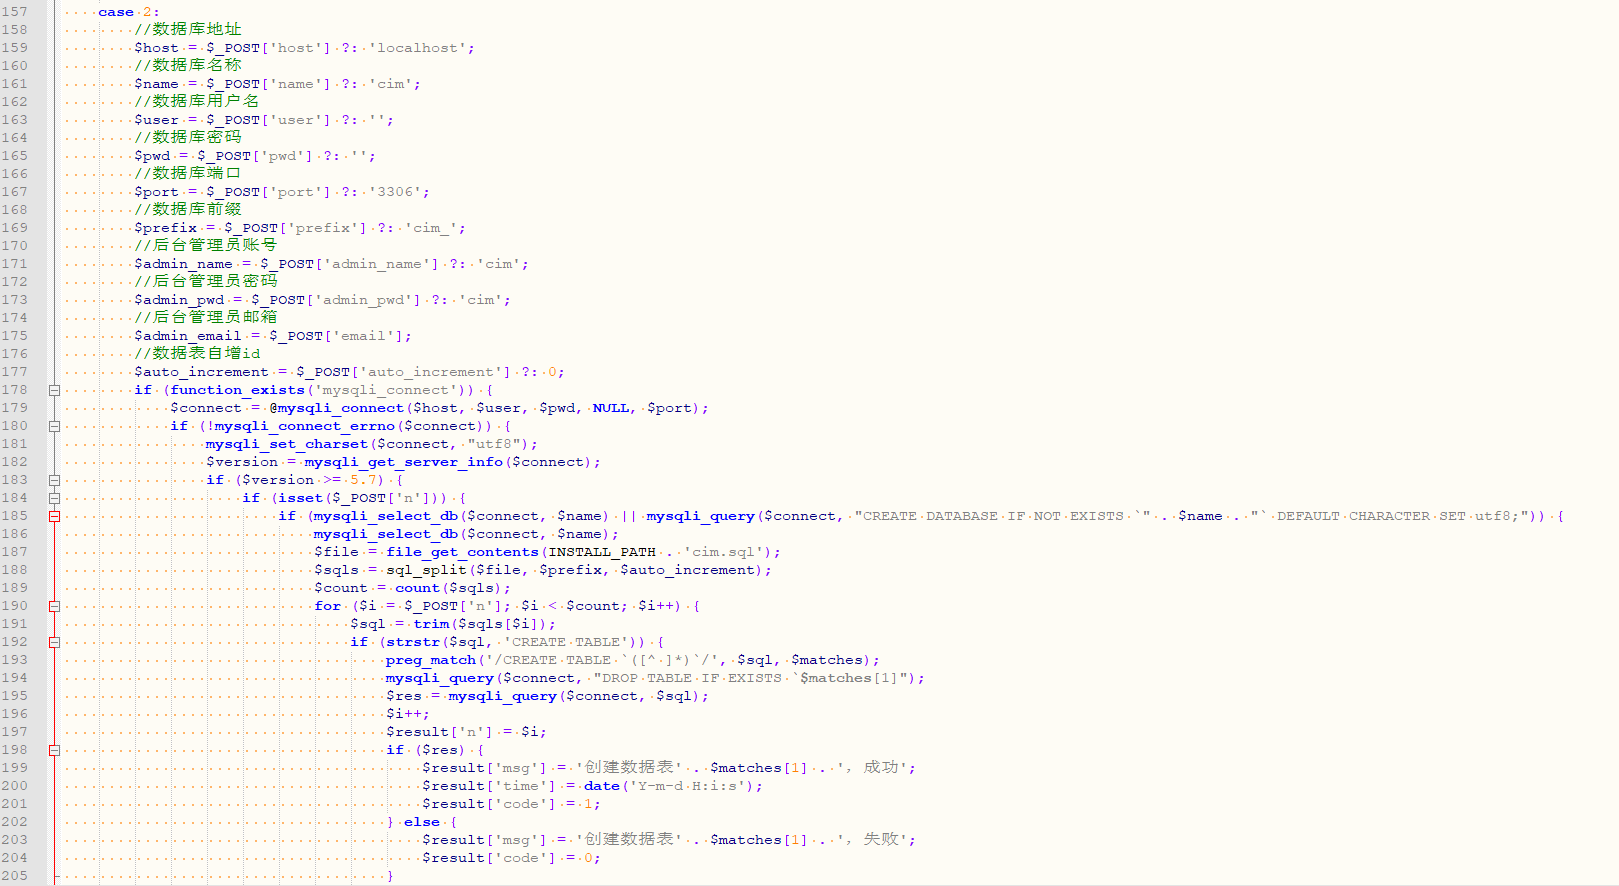 157 case 2:
158 //数据库地址
159 $host = $_POST['host'] ?: 'localhost';
160 //数据库名称
161 $name = $_POST['name'] ?: 'cim';
162 //数据库用户名
163 $user = $_POST['user'] ?: '';
164 //数据库密码
165 $pwd = $_POST['pwd'] ?: '';
166 //数据库端口
167 $port = $_POST['port'] ?: '3306';
168 //数据库前缀
169 $prefix = $_POST['prefix'] ?: 'cim_';
170 //后台管理员账号
171 $admin_name = $_POST['admin_name'] ?: 'cim';
172 //后台管理员密码
173 $admin_pwd = $_POST['admin_pwd'] ?: 'cim';
174 //后台管理员邮箱
175 $admin_email = $_POST['email'];
176 //数据表自增id
177 $auto_increment = $_POST['auto_increment'] ?: 0;
178 if (function_exists('mysqli_connect')) {
179 $connect = @mysqli_connect($host, $user, $pwd, NULL, $port);
180 if (!mysqli_connect_errno($connect)) {
181 mysqli_set_charset($connect, "utf8");
182 $version = mysqli_get_server_info($connect);
183 if ($version >= 5.7) {
184 if (isset($_POST['n'])) {
185 if (mysqli_select_db($connect, $name) || mysqli_query($connect, "CREATE DATABASE IF NOT EXISTS `" . $name . "` DEFAULT CHARACTER SET utf8;")) {
186 mysqli_select_db($connect, $name);
187 $file = file_get_contents(INSTALL_PATH . 'cim.sql');
188 $sqls = sql_split($file, $prefix, $auto_increment);
189 $count = count($sqls);
190 for ($i = $_POST['n']; $i < $count; $i++) {
191 $sql = trim($sqls[$i]);
192 if (strstr($sql, 'CREATE TABLE')) {
193 preg_match('/CREATE TABLE `([^ ]*)`/', $sql, $matches);
194 mysqli_query($connect, "DROP TABLE IF EXISTS `$matches[1]");
195 $res = mysqli_query($connect, $sql);
196 $i++;
197 $result['n'] = $i;
198 if ($res) {
199 $result['msg'] = '创建数据表' . $matches[1] . ', 成功';
200 $result['time'] = date('Y-m-d H:i:s');
201 $result['code'] = 1;
202 } else {
203 $result['msg'] = '创建数据表' . $matches[1] . ', 失败';
204 $result['code'] = 0;
205 }